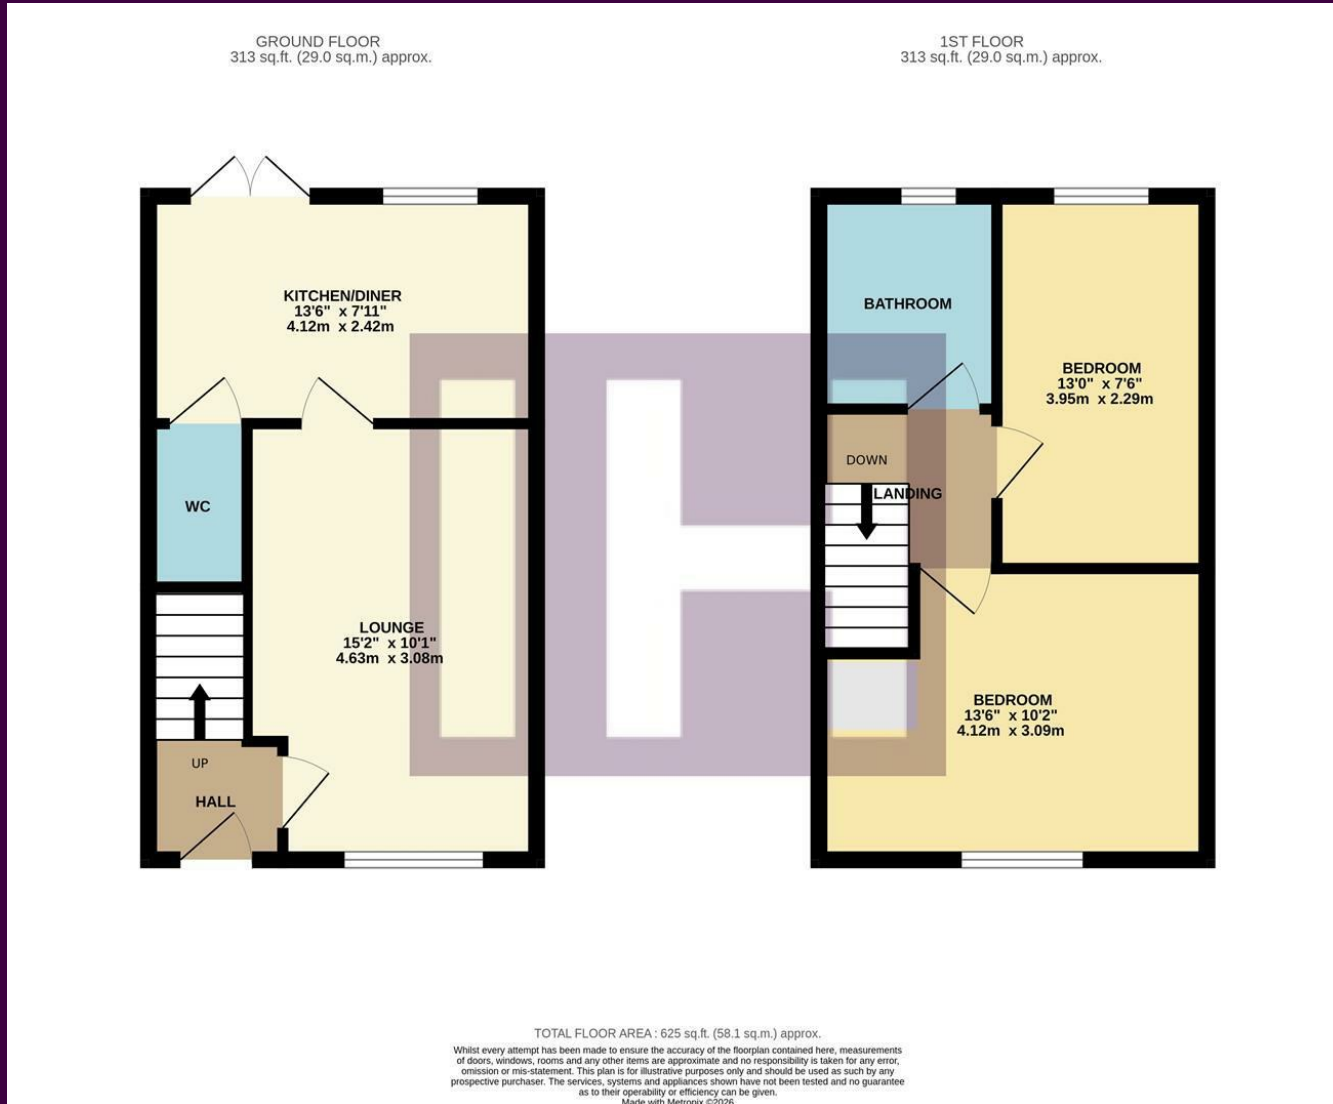 GROUND FLOOR
313 sq.ft. (29.0 sq.m.) approx.
1ST FLOOR
313 sq.ft. (29.0 sq.m.) approx.
KITCHEN/DINER
13'6" x 7'11"
4.12m x 2.42m
WC
LOUNGE
15'2" x 10'1"
4.63m x 3.08m
UP
HALL
BATHROOM
BEDROOM
13'0" x 7'6"
3.95m x 2.29m
DOWN
LANDING
BEDROOM
13'6" x 10'2"
4.12m x 3.09m
TOTAL FLOOR AREA : 625 sq.ft. (58.1 sq.m.) approx.
Whilst every attempt has been made to ensure the accuracy of the floorplan contained here, measurements
of doors, windows, rooms and any other items are approximate and no responsibility is taken for any error,
omission or mis-statement. This plan is for illustrative purposes only and should be used as such by any
prospective purchaser. The services, systems and appliances shown have not been tested and no guarantee
as to their operability or efficiency can be given.
Made with Metropix ©2026